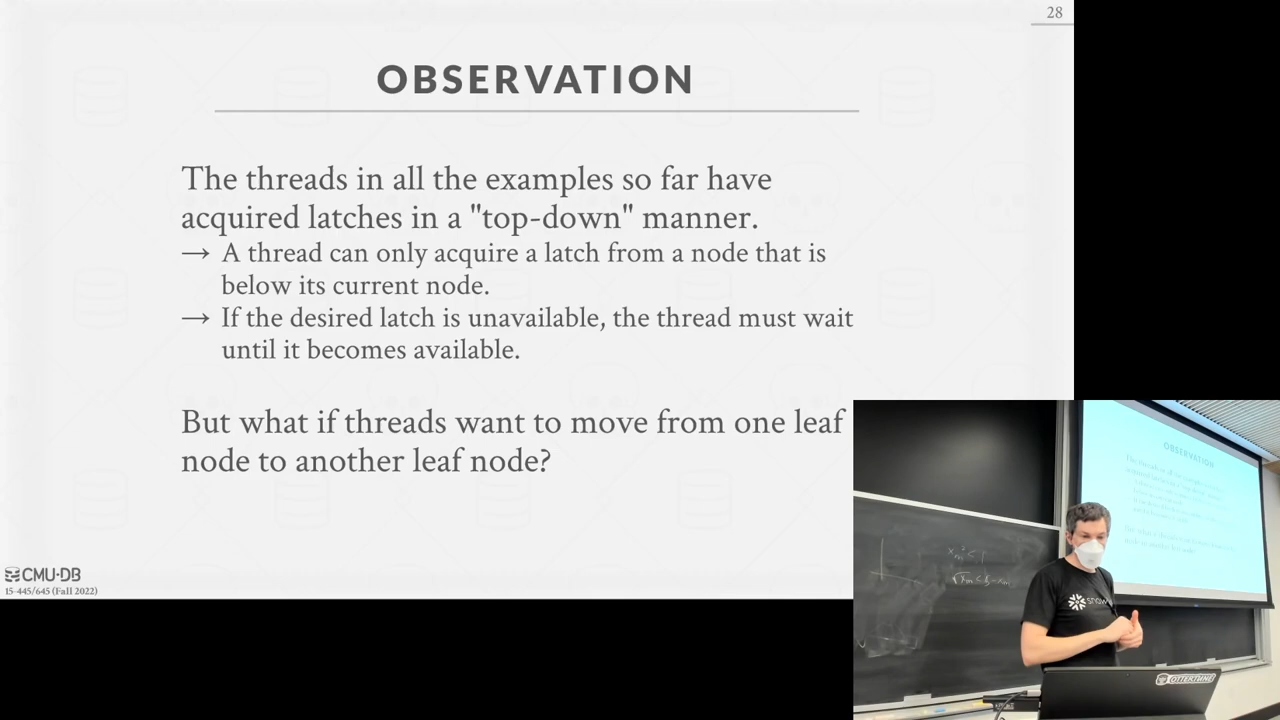 28
OBSERVATION
The threads in all the examples so far have
acquired latches in a "top-down" manner.
→ A thread can only acquire a latch from a node that is
below its current node.
→ If the desired latch is unavailable, the thread must wait
until it becomes available.
But what if threads want to move from one leaf
node to another leaf node?
CMU·DB
15-445/645 (Fall 2022)
OBSERVATION
OTTERTUNE